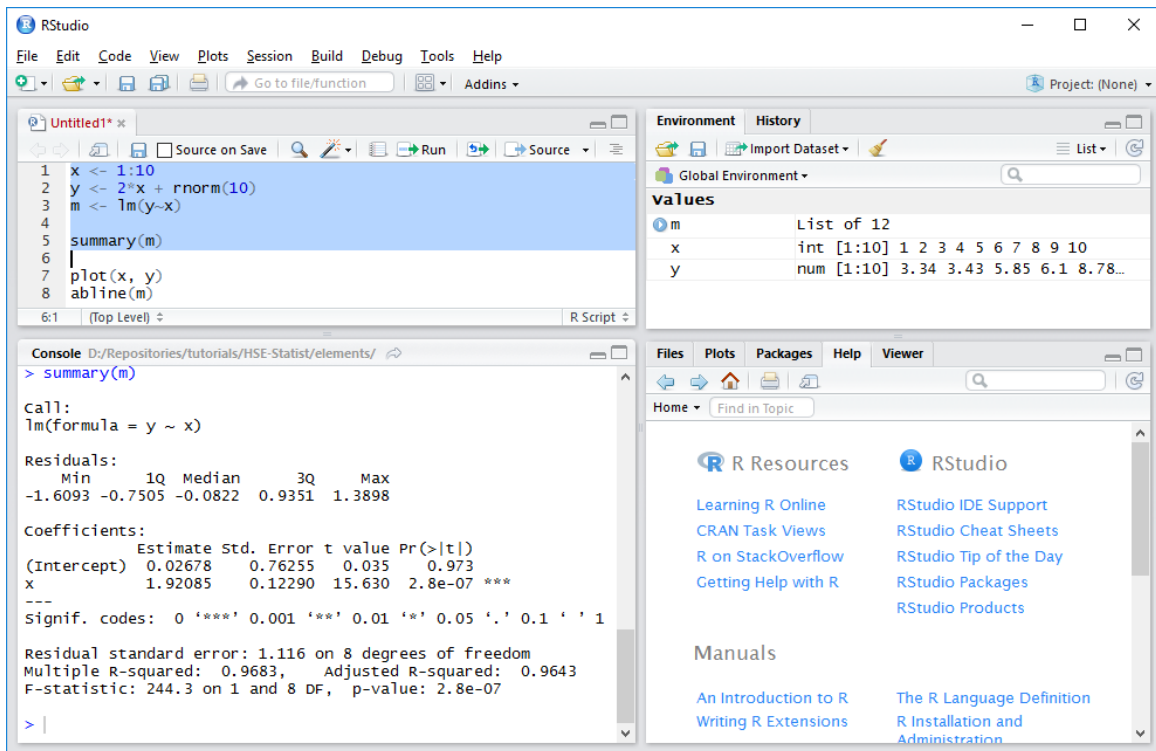 RStudio
File Edit Code View Plots Session Build Debug Tools Help
Go to file/function Addins Project: (None)
Untitled1*
Source on Save Run Source
1 x <- 1:10
2 y <- 2*x + rnorm(10)
3 m <- lm(y~x)
4
5 summary(m)
6
7 plot(x, y)
8 abline(m)
6:1 (Top Level) R Script
Console D:/Repositories/tutorials/HSE-Statist/elements/
> summary(m)
Call:
lm(formula = y ~ x)
Residuals:
Min 1Q Median 3Q Max
-1.6093 -0.7505 -0.0822 0.9351 1.3898
Coefficients:
Estimate Std. Error t value Pr(>|t|)
(Intercept) 0.02678 0.76255 0.035 0.973
x 1.92085 0.12290 15.630 2.8e-07 ***
---
Signif. codes: 0 ‘***’ 0.001 ‘**’ 0.01 ‘*’ 0.05 ‘.’ 0.1 ‘ ’ 1
Residual standard error: 1.116 on 8 degrees of freedom
Multiple R-squared: 0.9683, Adjusted R-squared: 0.9643
F-statistic: 244.3 on 1 and 8 DF, p-value: 2.8e-07
>
Environment History
Import Dataset List
Global Environment
Values
m List of 12
x int [1:10] 1 2 3 4 5 6 7 8 9 10
y num [1:10] 3.34 3.43 5.85 6.1 8.78…
Files Plots Packages Help Viewer
Home Find in Topic
R R Resources
Learning R Online
CRAN Task Views
R on StackOverflow
Getting Help with R
R RStudio
RStudio IDE Support
RStudio Cheat Sheets
RStudio Tip of the Day
RStudio Packages
RStudio Products
Manuals
An Introduction to R The R Language Definition
Writing R Extensions R Installation and
Administration